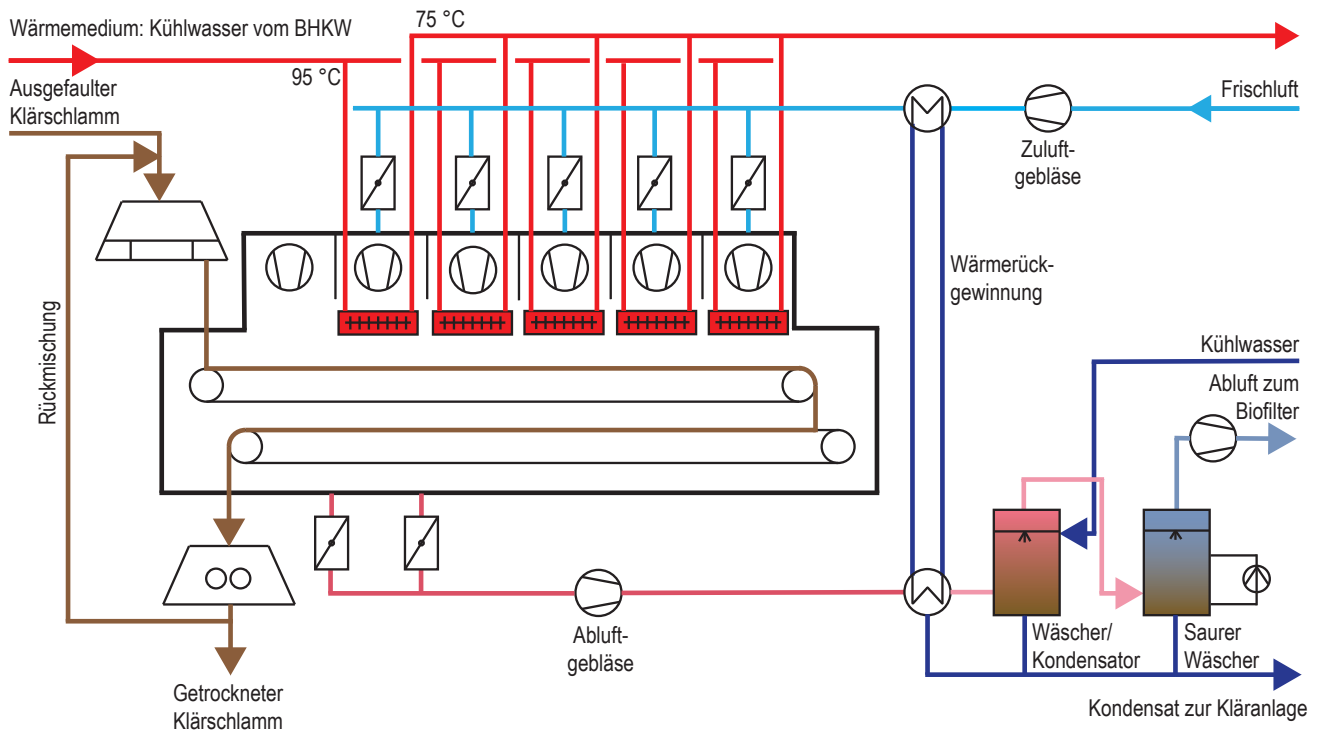 Wärmemedium: Kühlwasser vom BHKW
75 °C
95 °C
Ausgefaulter
Klärschlamm
Frischluft
Zuluft-
gebläse
Wärmerück-
gewinnung
Rückmischung
Kühlwasser
Abluft zum
Biofilter
Abluft-
gebläse
Wäscher/
Kondensator
Saurer
Wäscher
Getrockneter
Klärschlamm
Kondensat zur Kläranlage